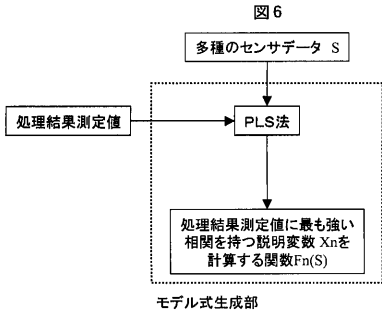 図6
多種のセンサデータ S
処理結果測定値
PLS法
処理結果測定値に最も強い
相関を持つ説明変数 Xnを
計算する関数Fn(S)
モデル式生成部